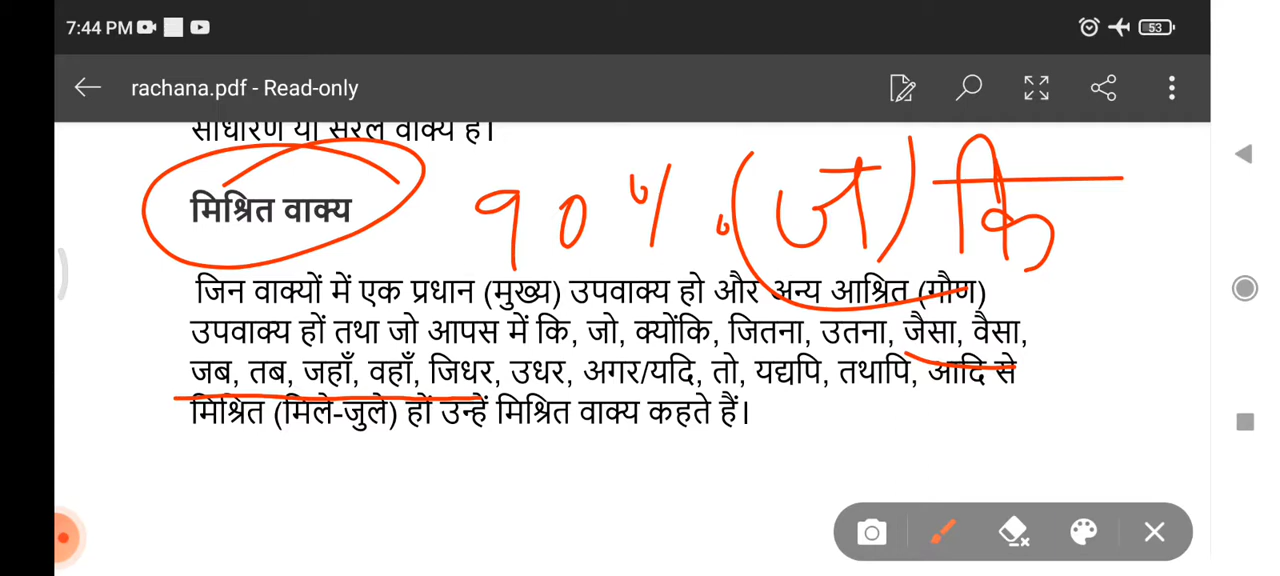 7:44 PM
53
rachana.pdf - Read-only
साधारण या सरल वाक्य है।
मिश्रित वाक्य 90% (ज) कि
जिन वाक्यों में एक प्रधान (मुख्य) उपवाक्य हो और अन्य आश्रित (गौण)
उपवाक्य हों तथा जो आपस में कि, जो, क्योंकि, जितना, उतना, जैसा, वैसा,
जब, तब, जहाँ, वहाँ, जिधर, उधर, अगर/यदि, तो, यद्यपि, तथापि, आदि से
मिश्रित (मिले-जुले) हों उन्हें मिश्रित वाक्य कहते हैं।